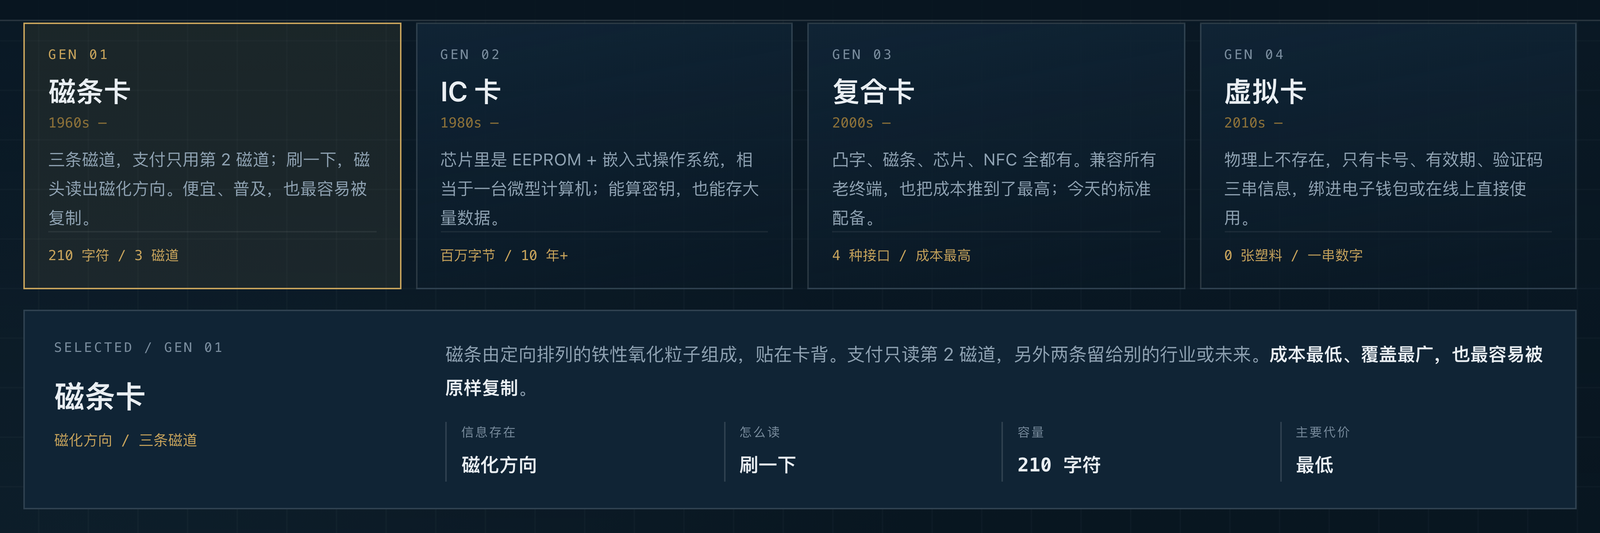 GEN 01
磁条卡
1960s —
三条磁道，支付只用第 2 磁道；刷一下，磁
头读出磁化方向。便宜、普及，也最容易被
复制。
210 字符 / 3 磁道
GEN 02
IC 卡
1980s —
芯片里是 EEPROM + 嵌入式操作系统，相
当于一台微型计算机；能算密钥，也能存大
量数据。
百万字节 / 10 年+
GEN 03
复合卡
2000s —
凸字、磁条、芯片、NFC 全都有。兼容所有
老终端，也把成本推到了最高；今天的标准
配备。
4 种接口 / 成本最高
GEN 04
虚拟卡
2010s —
物理上不存在，只有卡号、有效期、验证码
三串信息，绑进电子钱包或在线上直接使
用。
0 张塑料 / 一串数字
SELECTED / GEN 01
磁条卡
磁化方向 / 三条磁道
磁条由定向排列的铁性氧化粒子组成，贴在卡背。支付只读第 2 磁道，另外两条留给别的行业或未来。成本最低、覆盖最广，也最容易被
原样复制。
信息存在
磁化方向
怎么读
刷一下
容量
210 字符
主要代价
最低